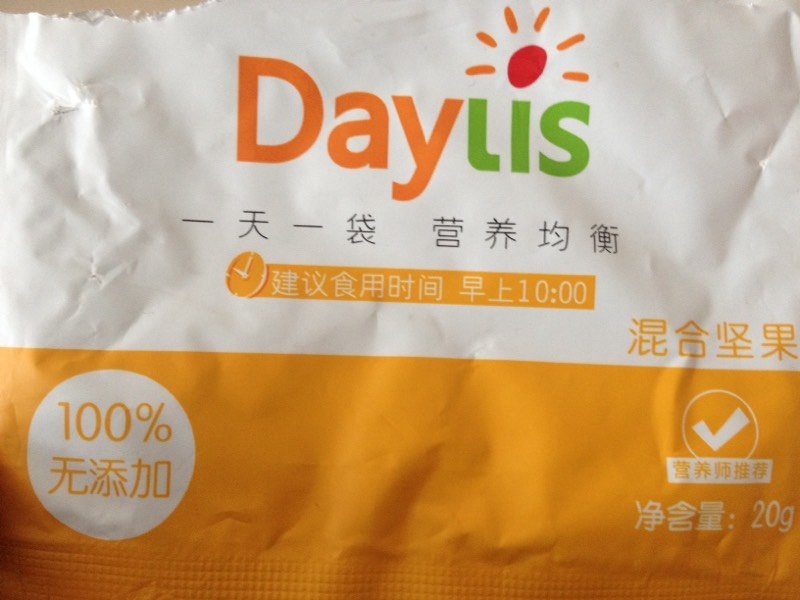 Daylis
一天一袋 营养均衡
建议食用时间 早上10:00
混合坚果
100%
无添加
营养师推荐
净含量：20g